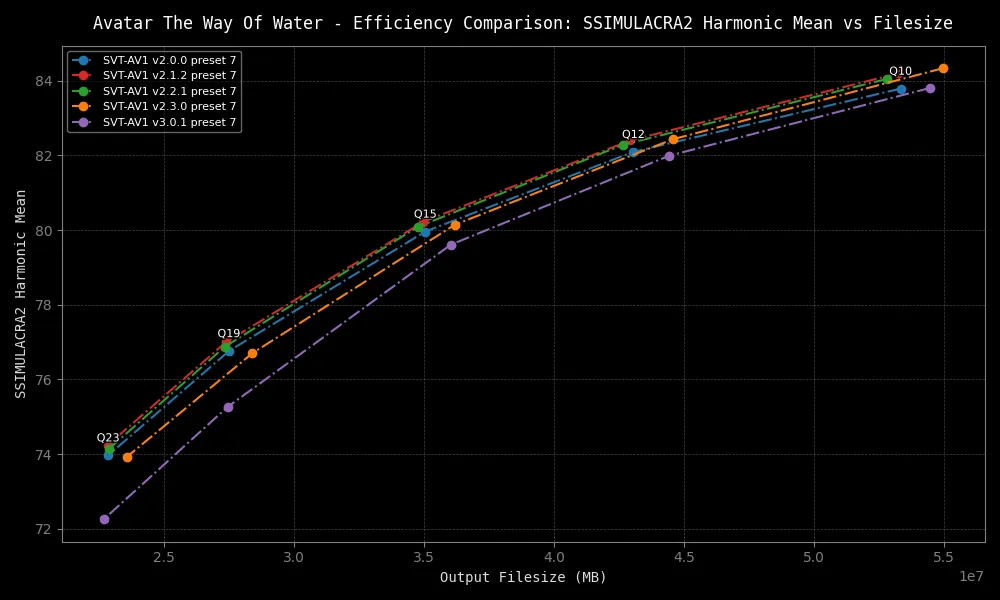 Avatar The Way Of Water - Efficiency Comparison: SSIMULACRA2 Harmonic Mean vs Filesize
SVT-AV1 v2.0.0 preset 7
SVT-AV1 v2.1.2 preset 7
SVT-AV1 v2.2.1 preset 7
SVT-AV1 v2.3.0 preset 7
SVT-AV1 v3.0.1 preset 7
Q10
Q12
Q15
Q19
Q23
SSIMULACRA2 Harmonic Mean
84
82
80
78
76
74
72
2.5 3.0 3.5 4.0 4.5 5.0 5.5
1e7
Output Filesize (MB)